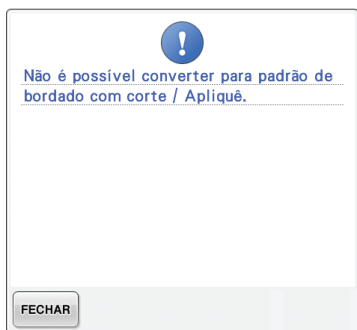 Não é possível converter para padrão de
bordado com corte / Apliquê.
FECHAR